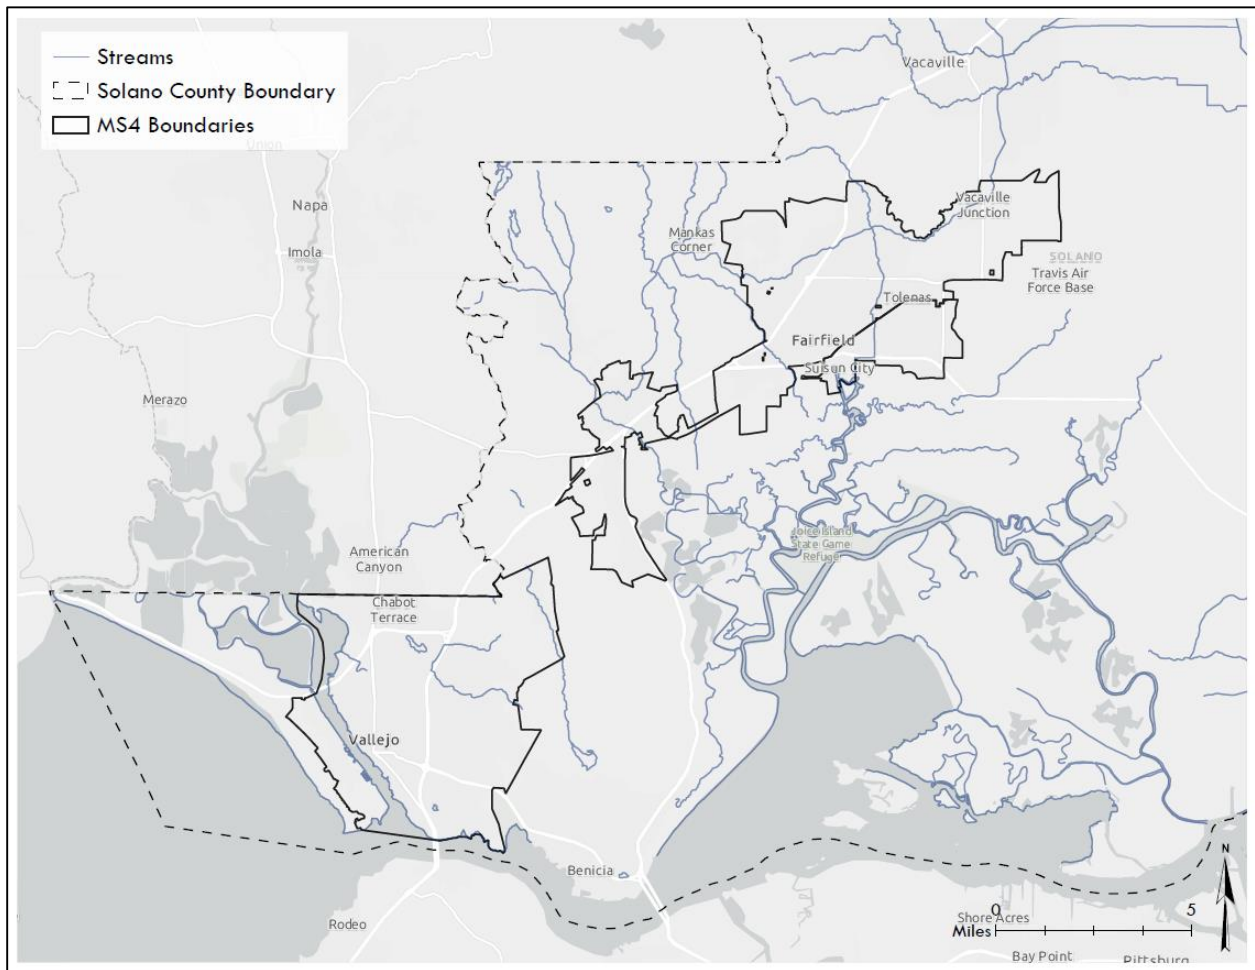 Streams
Solano County Boundary
MS4 Boundaries
Union
Vacaville
Napa
Vacaville
Junction
Mankas
Corner
Imola
SOLANO
Travis Air
Force Base
Tolenas
Fairfield
Suisun City
Merazo
Joice Island
State Game
Refuge
American
Canyon
Chabot
Terrace
Vallejo
Benicia
N
0 5
Rodeo
Shore Acres
Miles
Bay Point
Pittsburg